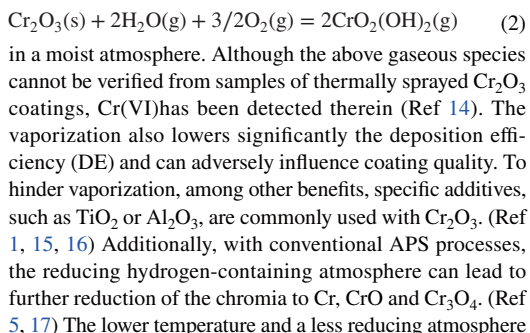 Cr₂O₃(s) + 2H₂O(g) + 3/2O₂(g) = 2CrO₂(OH)₂(g) (2)
in a moist atmosphere. Although the above gaseous species
cannot be verified from samples of thermally sprayed Cr₂O₃
coatings, Cr(VI)has been detected therein (Ref 14). The
vaporization also lowers significantly the deposition effi-
ciency (DE) and can adversely influence coating quality. To
hinder vaporization, among other benefits, specific additives,
such as TiO₂ or Al₂O₃, are commonly used with Cr₂O₃. (Ref
1, 15, 16) Additionally, with conventional APS processes,
the reducing hydrogen-containing atmosphere can lead to
further reduction of the chromia to Cr, CrO and Cr₃O₄. (Ref
5, 17) The lower temperature and a less reducing atmosphere